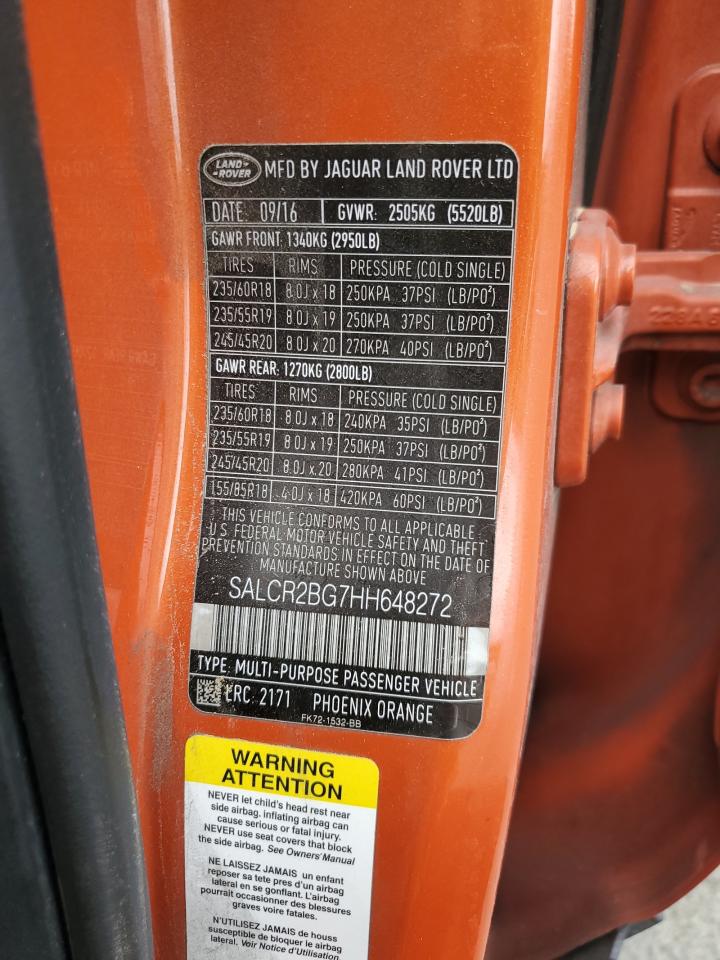 LAND ROVER MFD BY JAGUAR LAND ROVER LTD
DATE: 09/16 GVWR: 2505KG (5520LB)
GAWR FRONT: 1340KG (2950LB)
TIRES RIMS PRESSURE (COLD SINGLE)
235/60R18 8.0J x 18 250KPA 37PSI (LB/PO²)
235/55R19 8.0J x 19 250KPA 37PSI (LB/PO²)
245/45R20 8.0J x 20 270KPA 40PSI (LB/PO²)
GAWR REAR: 1270KG (2800LB)
TIRES RIMS PRESSURE (COLD SINGLE)
235/60R18 8.0J x 18 240KPA 35PSI (LB/PO²)
235/55R19 8.0J x 19 250KPA 37PSI (LB/PO²)
245/45R20 8.0J x 20 280KPA 41PSI (LB/PO²)
155/85R18 4.0J x 18 420KPA 60PSI (LB/PO²)
THIS VEHICLE CONFORMS TO ALL APPLICABLE
U.S. FEDERAL MOTOR VEHICLE SAFETY AND THEFT
PREVENTION STANDARDS IN EFFECT ON THE DATE OF
MANUFACTURE SHOWN ABOVE
SALCR2BG7HH648272
TYPE: MULTI-PURPOSE PASSENGER VEHICLE
LRC: 2171 PHOENIX ORANGE
FK72-1532-BB
WARNING
ATTENTION
NEVER let child's head rest near
side airbag. inflating airbag can
cause serious or fatal injury.
NEVER use seat covers that block
the side airbag. See Owners' Manual
NE LAISSEZ JAMAIS un enfant
reposer sa tete pres d'un airbag
lateral en se gonflant. L'airbag
pourrait occasionner des blessures
graves voire fatales.
N'UTILISEZ JAMAIS de houss
susceptible de bloquer le airbag
lateral. Voir Notice d'Utilisation.